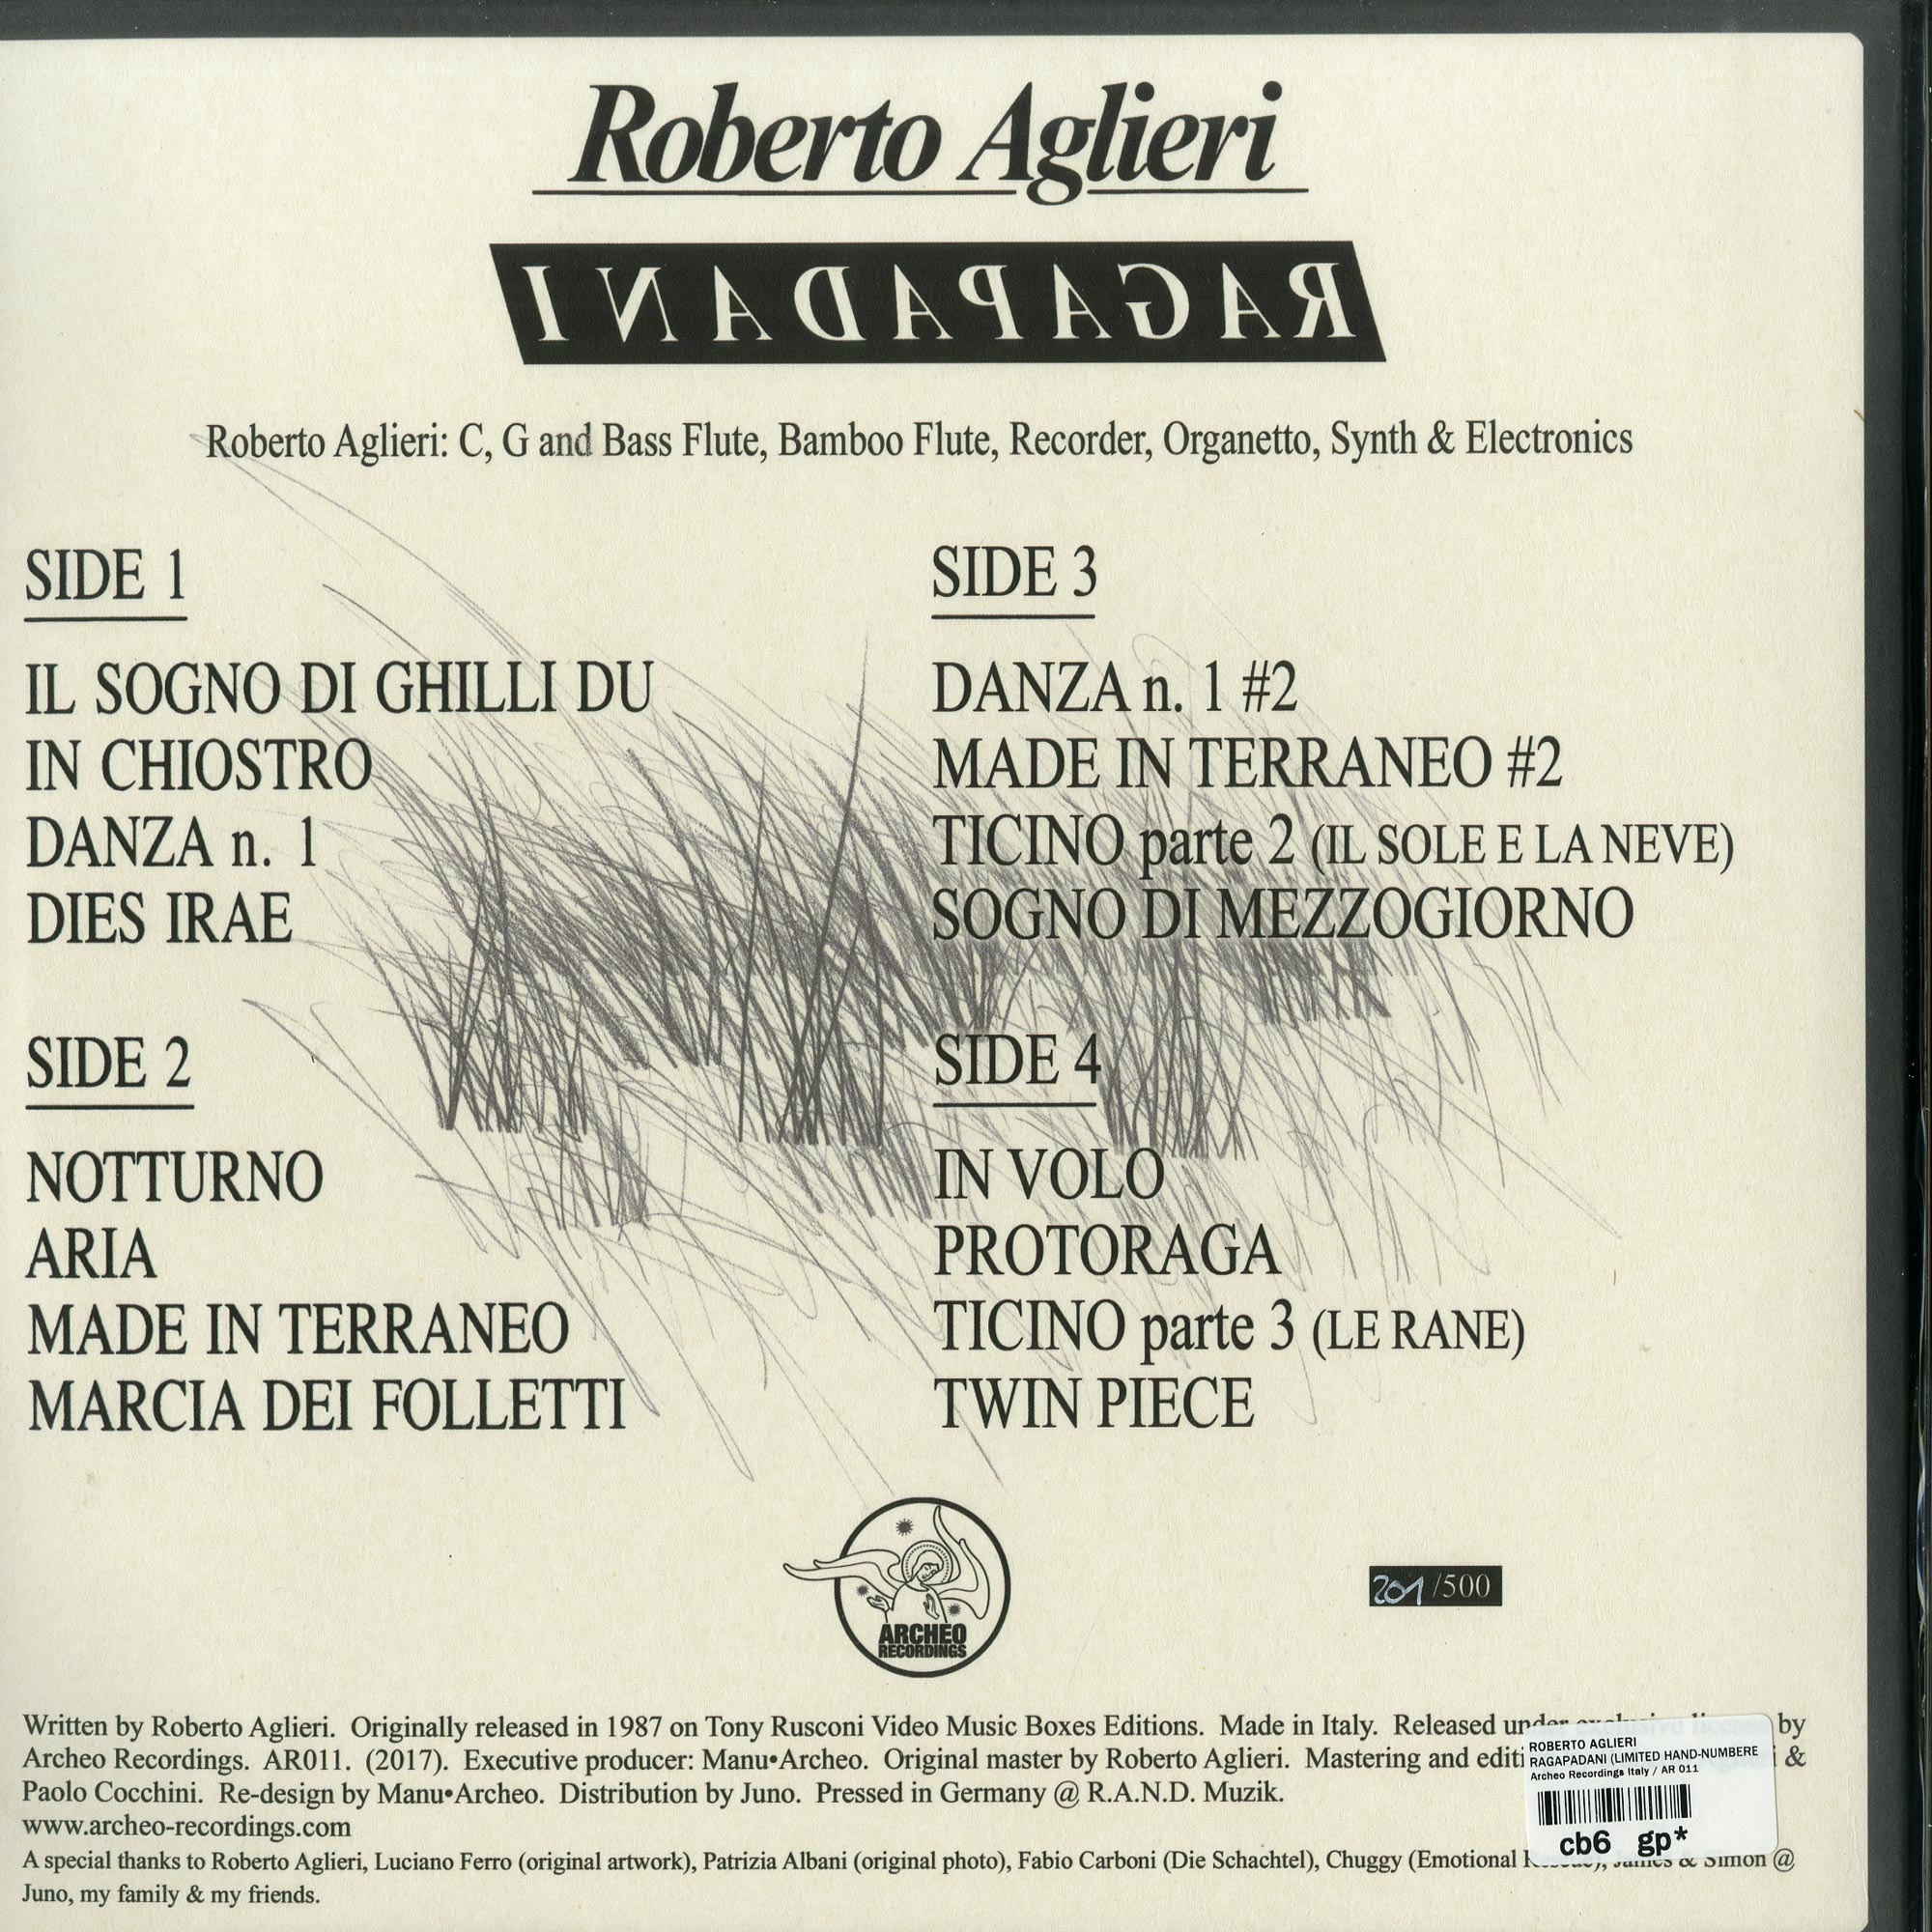 Roberto Aglieri
RAGAPADANI
Roberto Aglieri: C, G and Bass Flute, Bamboo Flute, Recorder, Organetto, Synth & Electronics
SIDE 1
IL SOGNO DI GHILLI DU
IN CHIOSTRO
DANZA n. 1
DIES IRAE
SIDE 2
NOTTURNO
ARIA
MADE IN TERRANEO
MARCIA DEI FOLLETTI
SIDE 3
DANZA n. 1 #2
MADE IN TERRANEO #2
TICINO parte 2 (IL SOLE E LA NEVE)
SOGNO DI MEZZOGIORNO
SIDE 4
IN VOLO
PROTORAGA
TICINO parte 3 (LE RANE)
TWIN PIECE
ARCHEO
RECORDINGS
201 /500
Written by Roberto Aglieri. Originally released in 1987 on Tony Rusconi Video Music Boxes Editions. Made in Italy. Released under exclusive license by
Archeo Recordings. AR011. (2017). Executive producer: Manu•Archeo. Original master by Roberto Aglieri. Mastering and &
Paolo Cocchini. Re-design by Manu•Archeo. Distribution by Juno. Pressed in Germany @ R.A.N.D. Muzik.
www.archeo-recordings.com
A special thanks to Roberto Aglieri, Luciano Ferro (original artwork), Patrizia Albani (original photo), Fabio Carboni (Die Schachtel), Chuggy (Emotional James & Simon @
Juno, my family & my friends.
ROBERTO AGLIERI
RAGAPADANI (LIMITED HAND-NUMBERE
Archeo Recordings Italy / AR 011
cb6 gp*